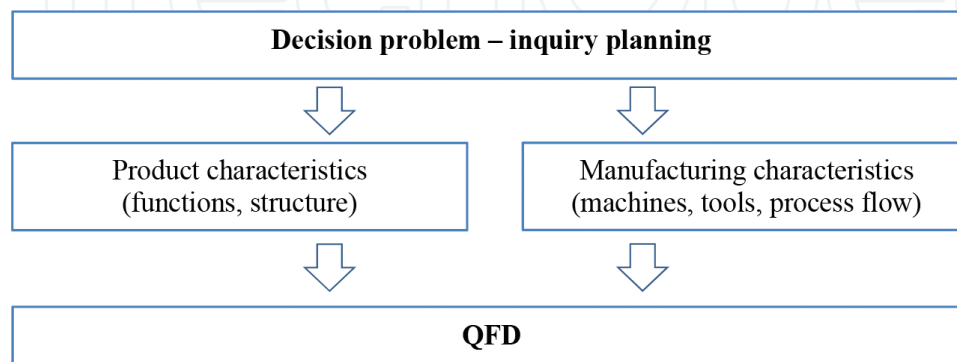 Decision problem – inquiry planning
Product characteristics
(functions, structure)
Manufacturing characteristics
(machines, tools, process flow)
QFD